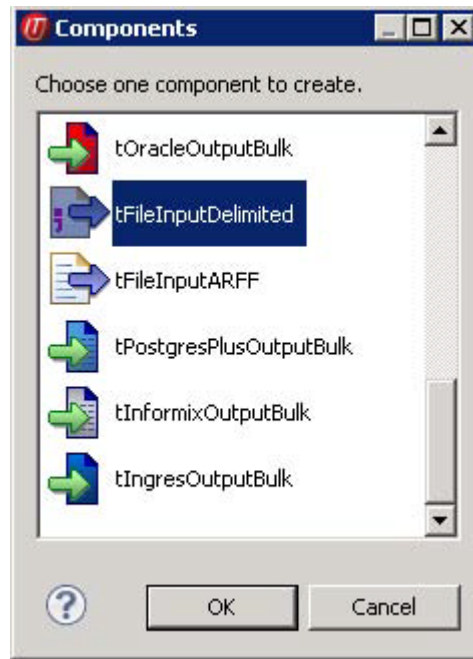 Components
Choose one component to create.
tOracleOutputBulk
tFileInputDelimited
tFileInputARFF
tPostgresPlusOutputBulk
tInformixOutputBulk
tIngresOutputBulk
OK
Cancel